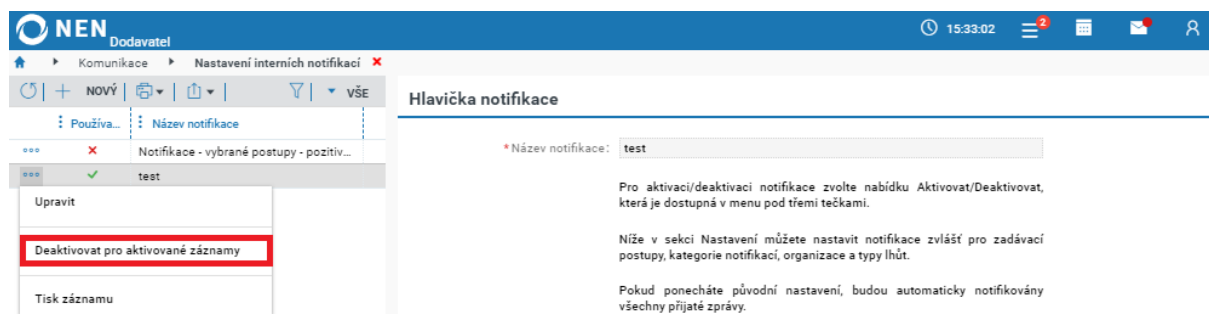 NEN Dodavatel
15:33:02
2
Komunikace
Nastavení interních notifikací
NOVÝ
VŠE
Používa...
Název notifikace
Notifikace - vybrané postupy - pozitiv...
test
Upravit
Deaktivovat pro aktivované záznamy
Tisk záznamu
Hlavička notifikace
*Název notifikace: test
Pro aktivaci/deaktivaci notifikace zvolte nabídku Aktivovat/Deaktivovat,
která je dostupná v menu pod třemi tečkami.
Níže v sekci Nastavení můžete nastavit notifikace zvlášť pro zadávací
postupy, kategorie notifikací, organizace a typy lhůt.
Pokud ponecháte původní nastavení, budou automaticky notifikovány
všechny přijaté zprávy.